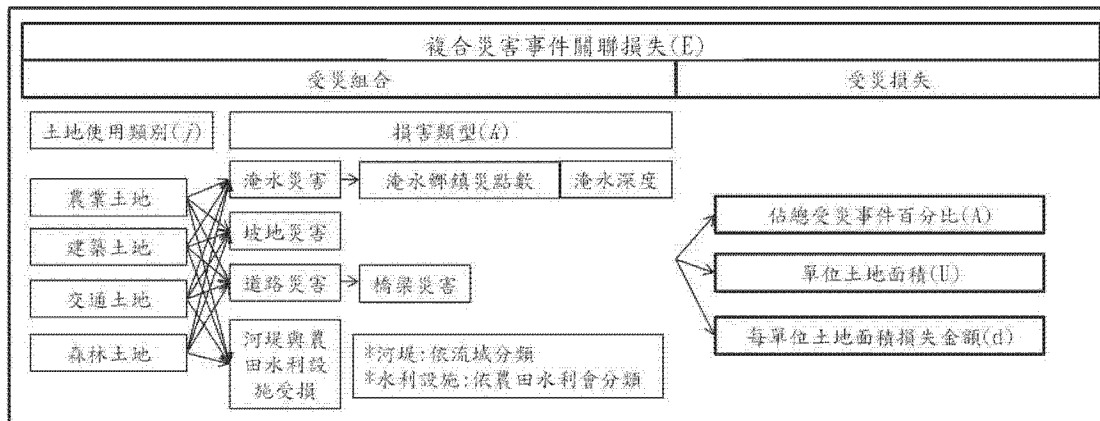 複合災害事件關聯損失(E)
受災組合
受災損失
土地使用類別(j)
損害類型(k)
農業土地
建築土地
交通土地
森林土地
淹水災害
淹水鄉鎮災點數
淹水深度
坡地災害
道路災害
橋梁災害
河堤與農
田水利設
施受損
*河堤:依流域分類
*水利設施:依農田水利會分類
佔總受災事件百分比(A)
單位土地面積(U)
每單位土地面積損失金額(d)